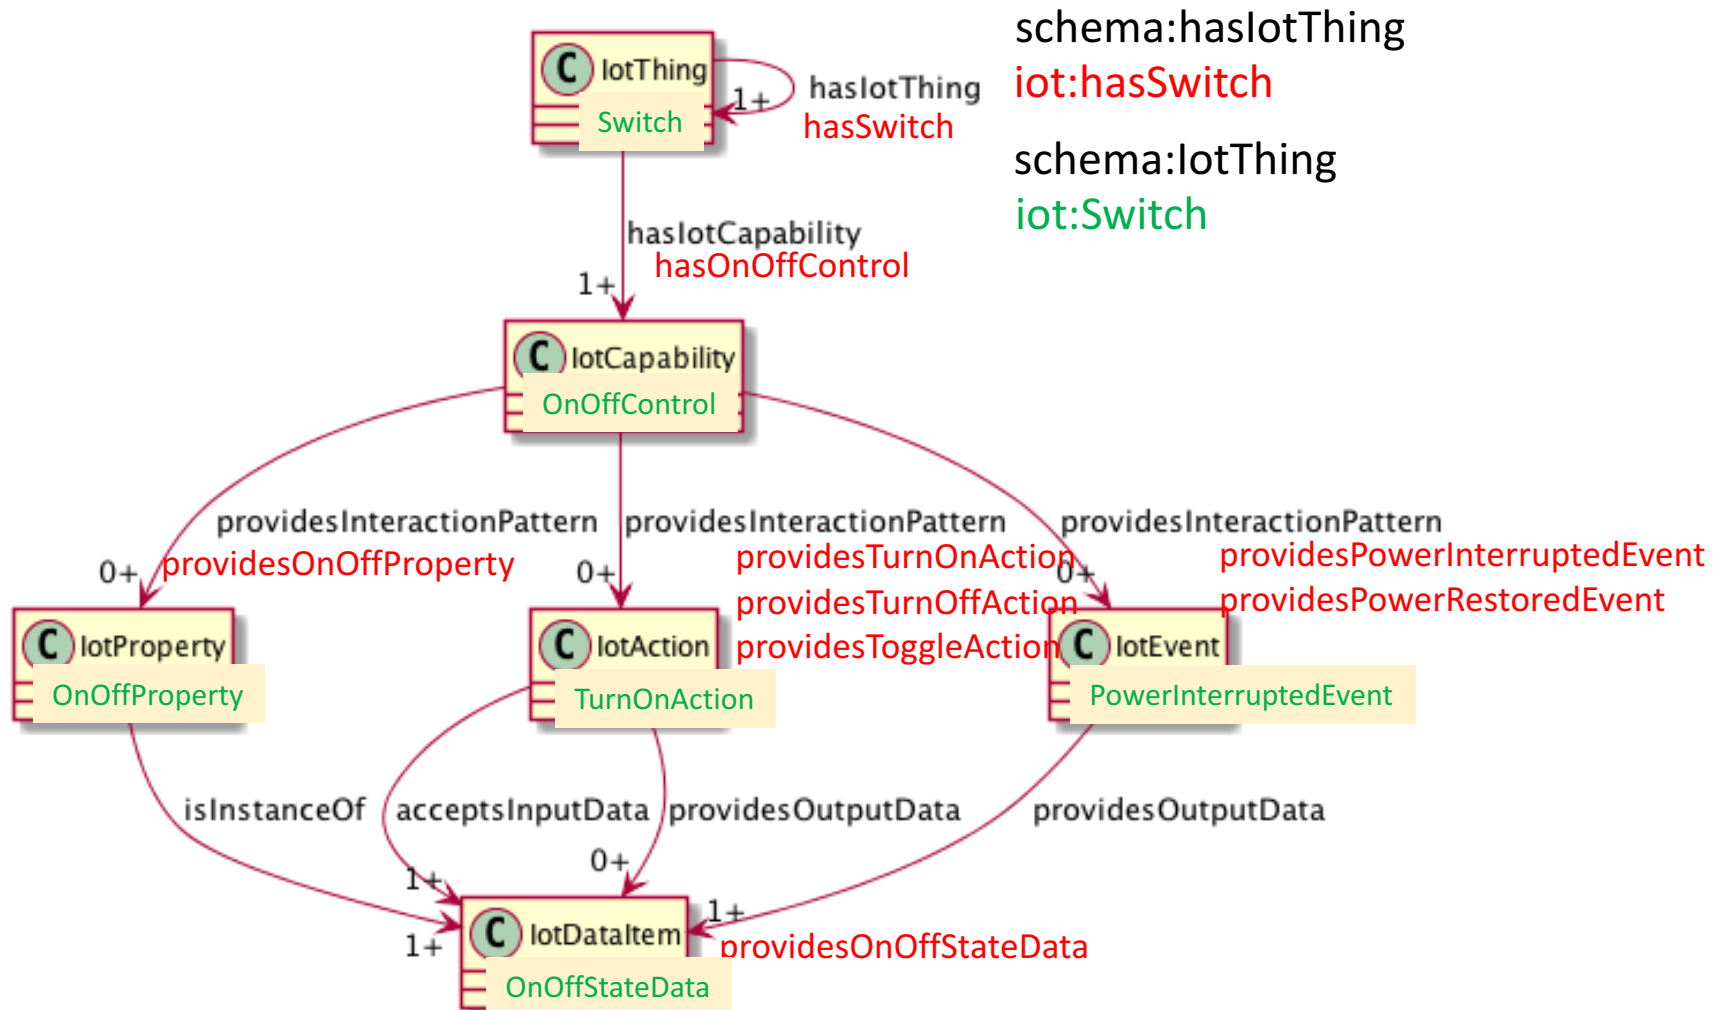 schema:hasIotThing
iot:hasSwitch
schema:IotThing
iot:Switch
C IotThing
Switch
1+
hasIotThing
hasSwitch
hasIotCapability
hasOnOffControl
1+
C IotCapability
OnOffControl
providesInteractionPattern
providesOnOffProperty
0+
providesInteractionPattern
providesTurnOnAction
providesTurnOffAction
providesToggleAction
0+
providesInteractionPattern
providesPowerInterruptedEvent
providesPowerRestoredEvent
0+
C IotProperty
OnOffProperty
C IotAction
TurnOnAction
C IotEvent
PowerInterruptedEvent
isInstanceOf
acceptsInputData
providesOutputData
providesOutputData
1+
0+
1+
1+
C IotDataItem
OnOffStateData
providesOnOffStateData